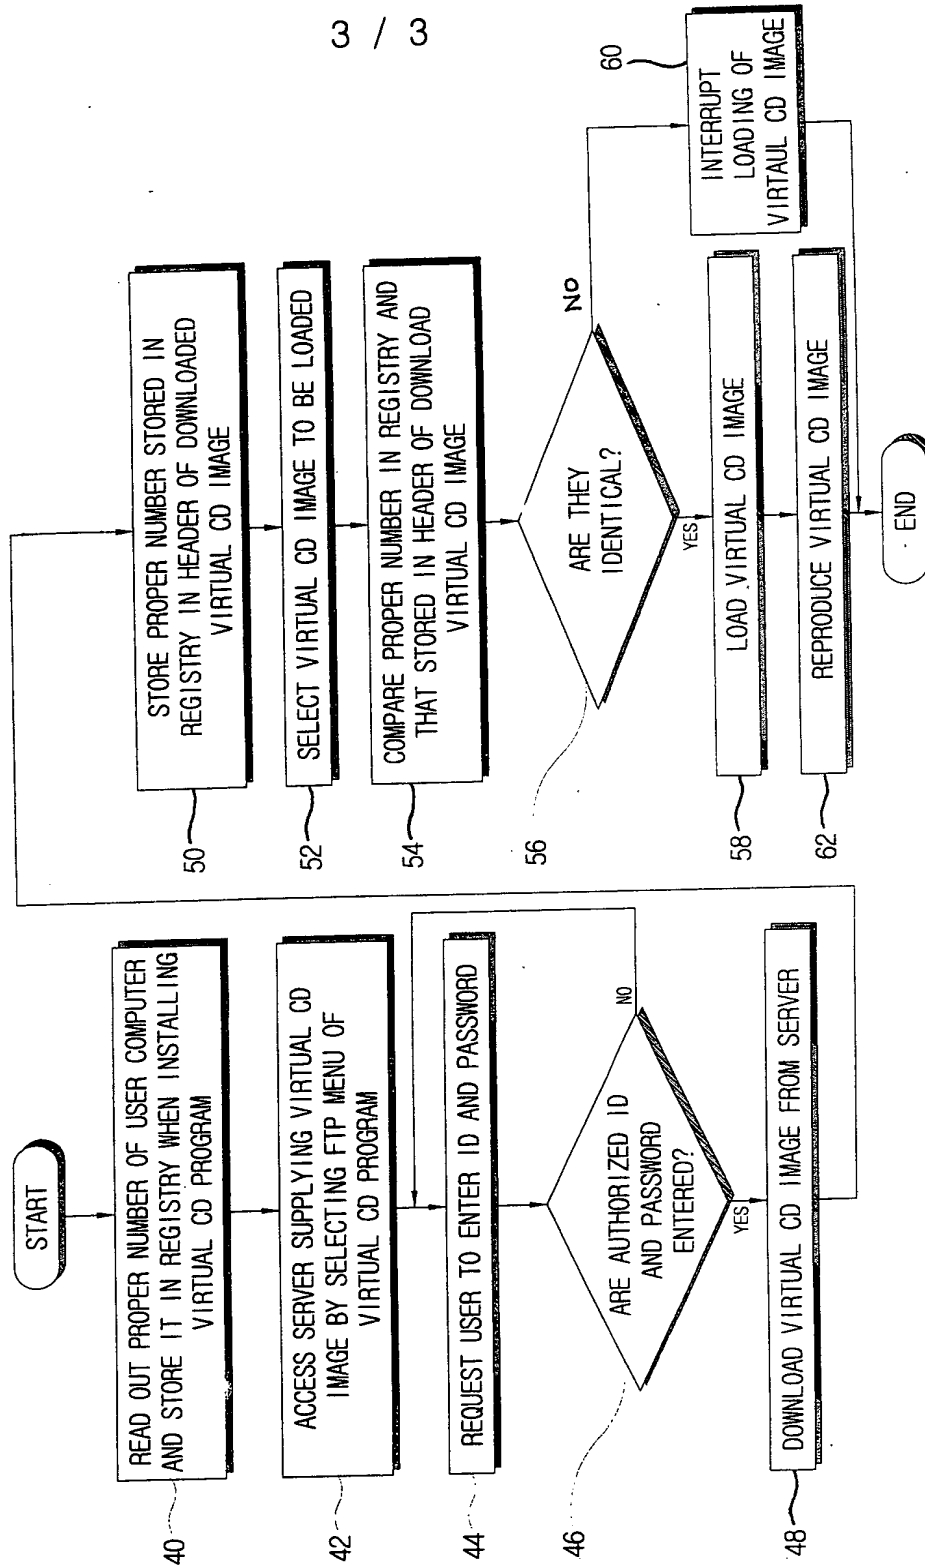 3 / 3
START
READ OUT PROPER NUMBER OF USER COMPUTER
AND STORE IT IN REGISTRY WHEN INSTALLING
VIRTUAL CD PROGRAM
40
ACCESS SERVER SUPPLYING VIRTUAL CD
IMAGE BY SELECTING FTP MENU OF
VIRTUAL CD PROGRAM
42
REQUEST USER TO ENTER ID AND PASSWORD
44
ARE AUTHORIZED ID
AND PASSWORD
ENTERED?
46
NO
YES
DOWNLOAD VIRTUAL CD IMAGE FROM SERVER
48
STORE PROPER NUMBER STORED IN
REGISTRY IN HEADER OF DOWNLOADED
VIRTUAL CD IMAGE
50
SELECT VIRTUAL CD IMAGE TO BE LOADED
52
COMPARE PROPER NUMBER IN REGISTRY AND
THAT STORED IN HEADER OF DOWNLOAD
VIRTUAL CD IMAGE
54
ARE THEY
IDENTICAL?
56
NO
YES
LOAD VIRTUAL CD IMAGE
58
INTERRUPT
LOADING OF
VIRTAUL CD IMAGE
60
REPRODUCE VIRTUAL CD IMAGE
62
END